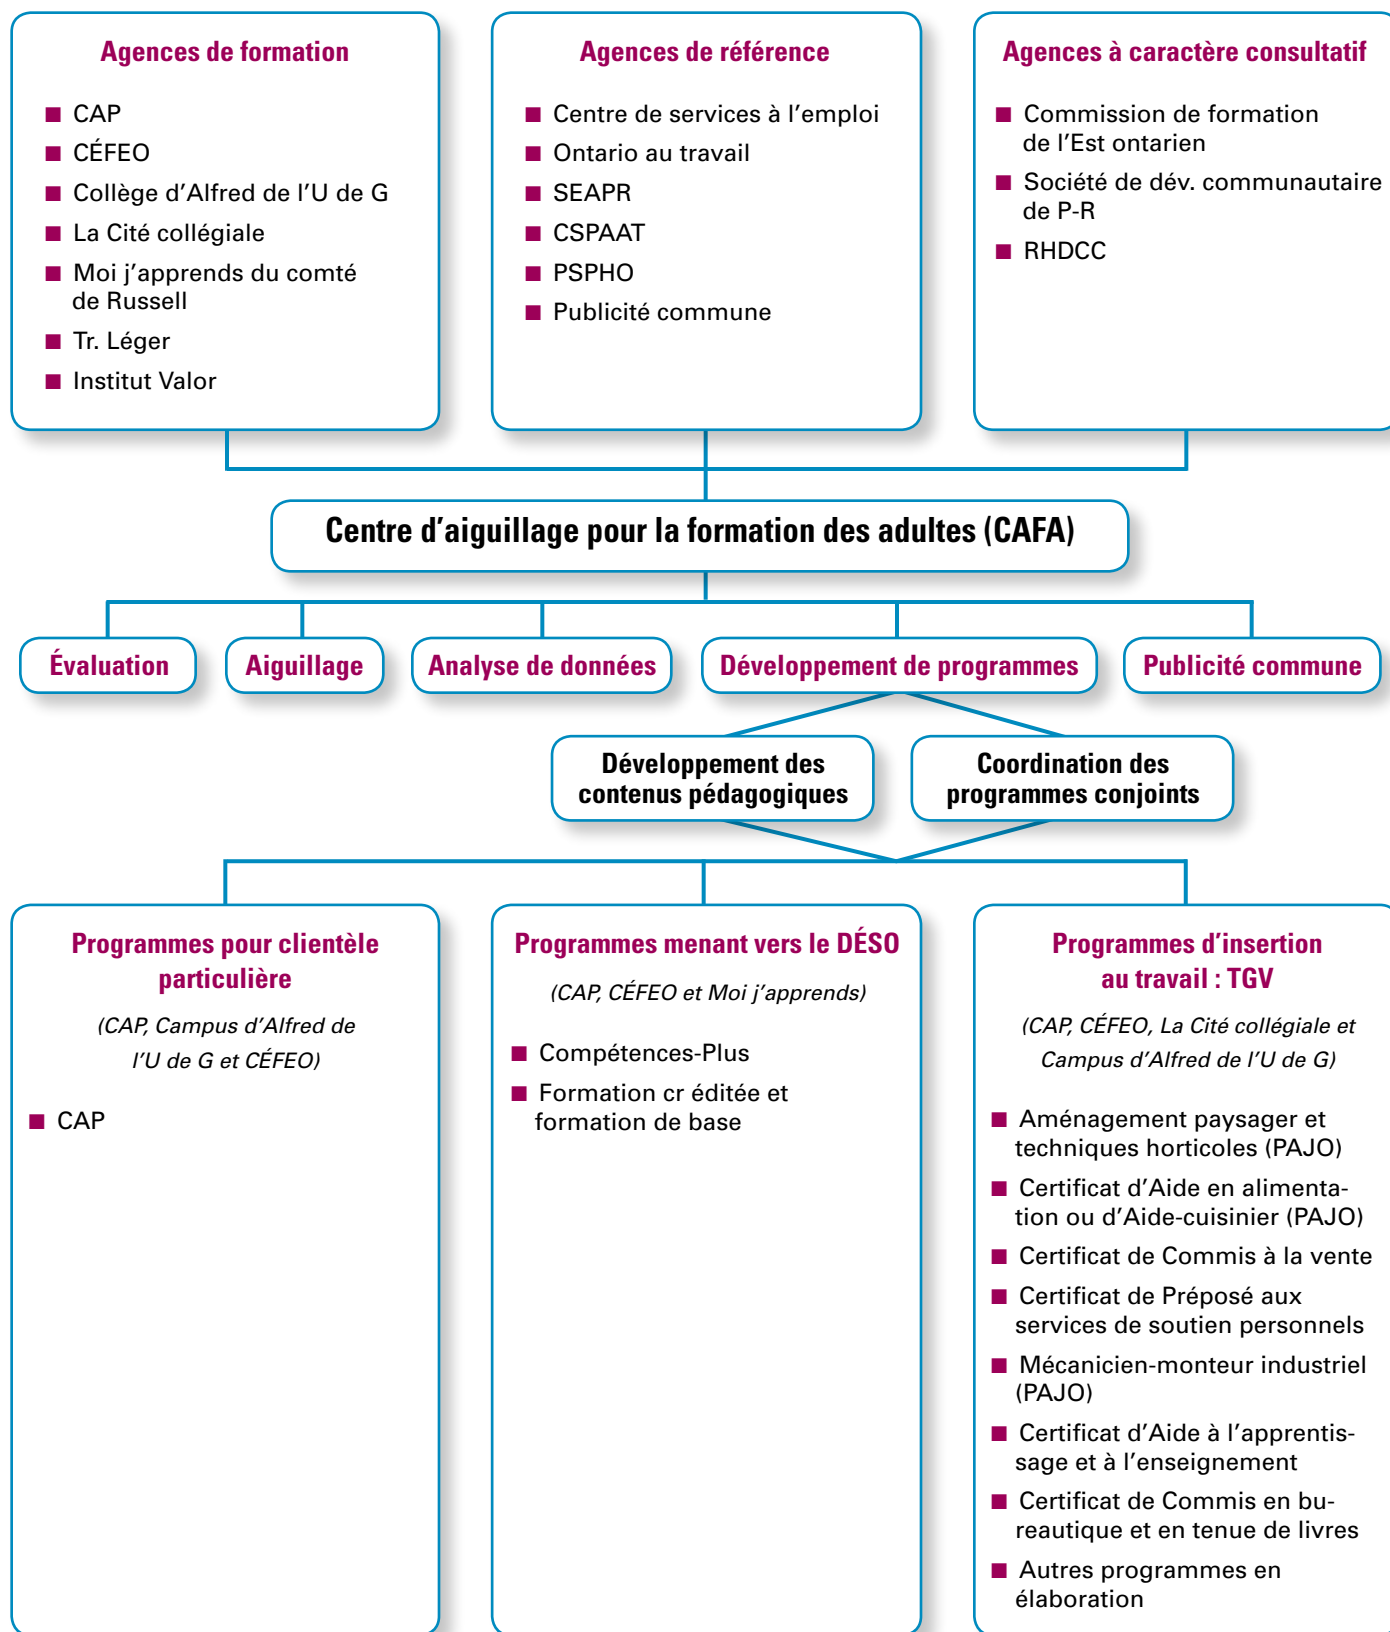 Agences de formation
■ CAP
■ CÉFEO
■ Collège d'Alfred de l'U de G
■ La Cité collégiale
■ Moi j'apprends du comté
de Russell
■ Tr. Léger
■ Institut Valor
Agences de référence
■ Centre de services à l'emploi
■ Ontario au travail
■ SEAPR
■ CSPAAT
■ PSPHO
■ Publicité commune
Agences à caractère consultatif
■ Commission de formation
de l'Est ontarien
■ Société de dév. communautaire
de P-R
■ RHDCC
Centre d'aiguillage pour la formation des adultes (CAFA)
Évaluation
Aiguillage
Analyse de données
Développement de programmes
Publicité commune
Développement des
contenus pédagogiques
Coordination des
programmes conjoints
Programmes pour clientèle
particulière
(CAP, Campus d'Alfred de
l'U de G et CÉFEO)
■ CAP
Programmes menant vers le DÉSO
(CAP, CÉFEO et Moi j'apprends)
■ Compétences-Plus
■ Formation cr éditée et
formation de base
Programmes d'insertion
au travail : TGV
(CAP, CÉFEO, La Cité collégiale et
Campus d'Alfred de l'U de G)
■ Aménagement paysager et
techniques horticoles (PAJO)
■ Certificat d'Aide en alimenta-
tion ou d'Aide-cuisinier (PAJO)
■ Certificat de Commis à la vente
■ Certificat de Préposé aux
services de soutien personnels
■ Mécanicien-monteur industriel
(PAJO)
■ Certificat d'Aide à l'apprentis-
sage et à l'enseignement
■ Certificat de Commis en bu-
reautique et en tenue de livres
■ Autres programmes en
élaboration